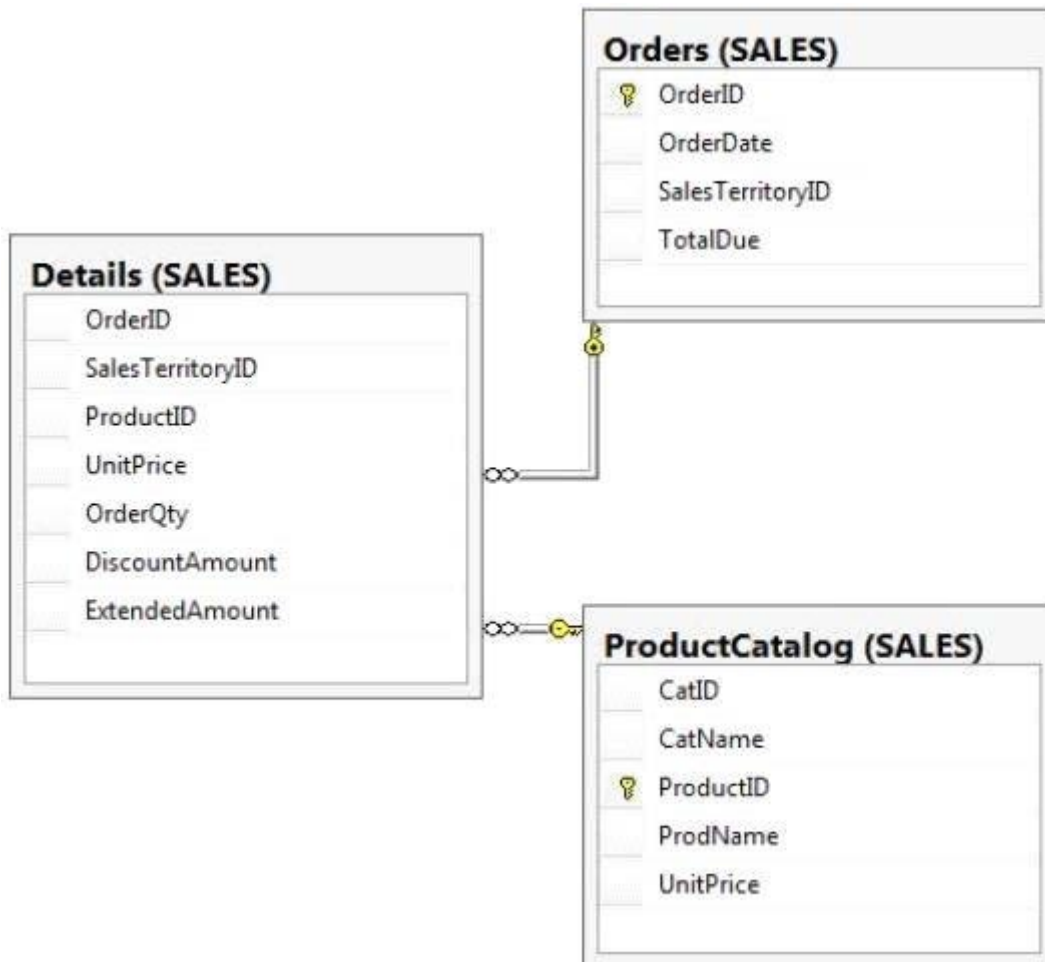 Orders (SALES)
OrderID
OrderDate
SalesTerritoryID
TotalDue
Details (SALES)
OrderID
SalesTerritoryID
ProductID
UnitPrice
OrderQty
DiscountAmount
ExtendedAmount
ProductCatalog (SALES)
CatID
CatName
ProductID
ProdName
UnitPrice